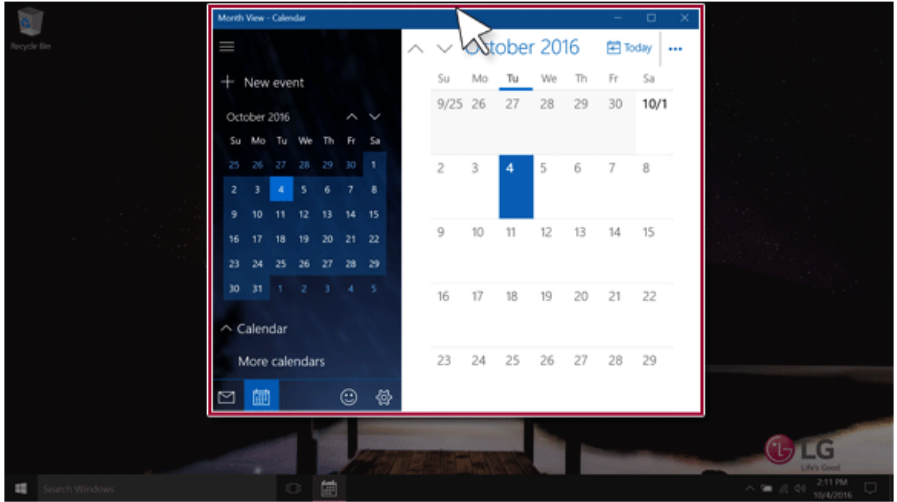 Recycle Bin
Month View - Calendar
New event
October 2016
Su Mo Tu We Th Fr Sa
25 26 27 28 29 30 1
2 3 4 5 6 7 8
9 10 11 12 13 14 15
16 17 18 19 20 21 22
23 24 25 26 27 28 29
30 31 1 2 3 4 5
Calendar
More calendars
October 2016 Today
Su Mo Tu We Th Fr Sa
9/25 26 27 28 29 30 10/1
2 3 4 5 6 7 8
9 10 11 12 13 14 15
16 17 18 19 20 21 22
23 24 25 26 27 28 29
LG
Life's Good
Search Windows
2:11 PM
10/4/2016